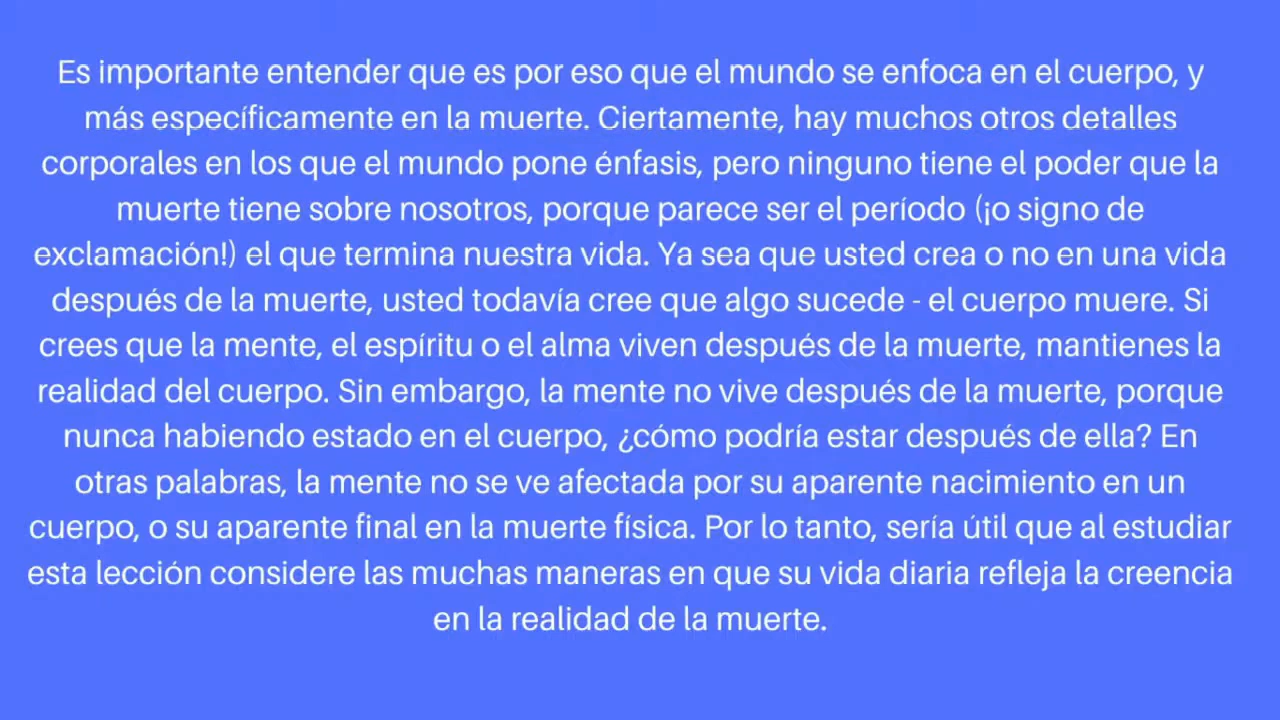 Es importante entender que es por eso que el mundo se enfoca en el cuerpo, y
más específicamente en la muerte. Ciertamente, hay muchos otros detalles
corporales en los que el mundo pone énfasis, pero ninguno tiene el poder que la
muerte tiene sobre nosotros, porque parece ser el período (¡o signo de
exclamación!) el que termina nuestra vida. Ya sea que usted crea o no en una vida
después de la muerte, usted todavía cree que algo sucede - el cuerpo muere. Si
crees que la mente, el espíritu o el alma viven después de la muerte, mantienes la
realidad del cuerpo. Sin embargo, la mente no vive después de la muerte, porque
nunca habiendo estado en el cuerpo, ¿cómo podría estar después de ella? En
otras palabras, la mente no se ve afectada por su aparente nacimiento en un
cuerpo, o su aparente final en la muerte física. Por lo tanto, sería útil que al estudiar
esta lección considere las muchas maneras en que su vida diaria refleja la creencia
en la realidad de la muerte.